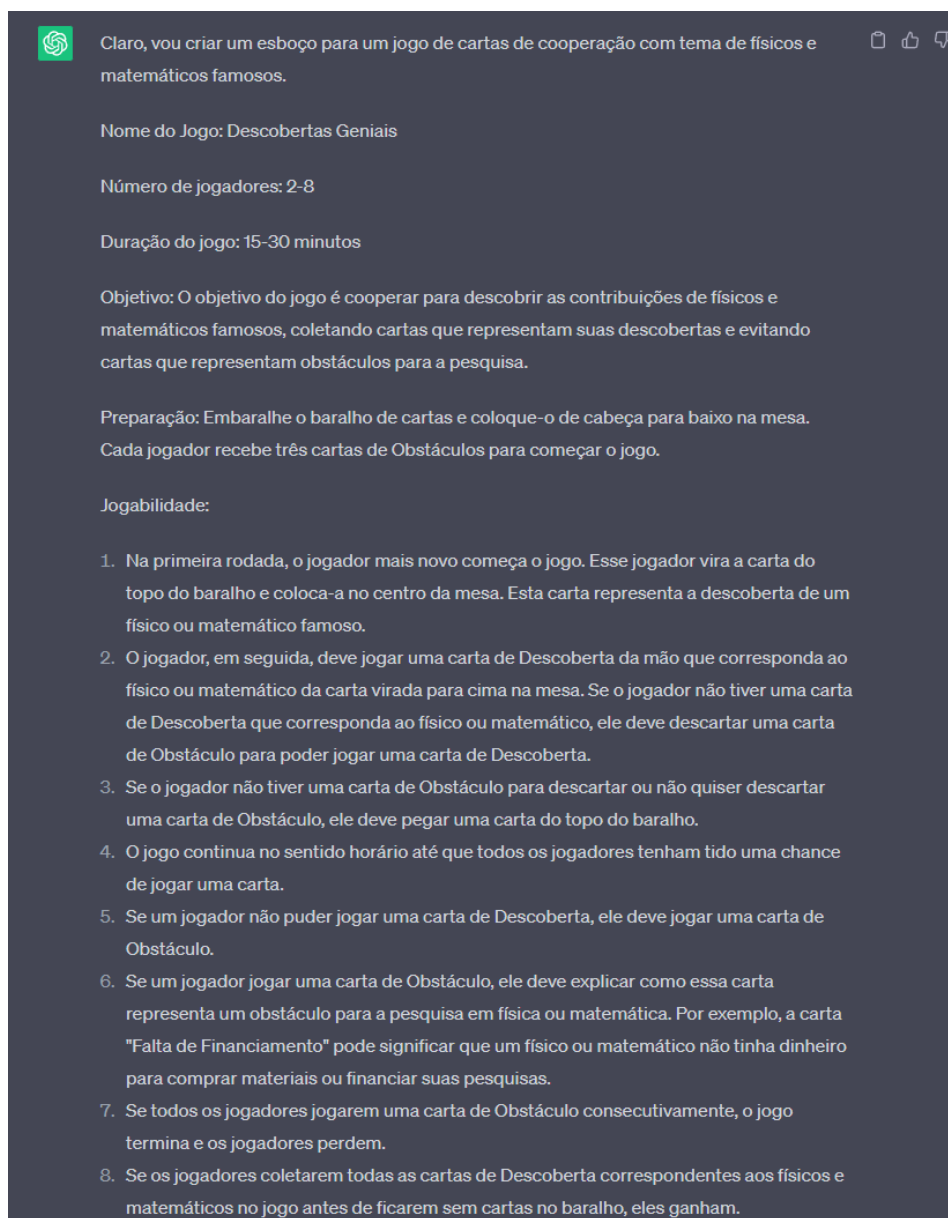 Claro, vou criar um esboço para um jogo de cartas de cooperação com tema de físicos e
matemáticos famosos.
Nome do Jogo: Descobertas Geniais
Número de jogadores: 2-8
Duração do jogo: 15-30 minutos
Objetivo: O objetivo do jogo é cooperar para descobrir as contribuições de físicos e
matemáticos famosos, coletando cartas que representam suas descobertas e evitando
cartas que representam obstáculos para a pesquisa.
Preparação: Embaralhe o baralho de cartas e coloque-o de cabeça para baixo na mesa.
Cada jogador recebe três cartas de Obstáculos para começar o jogo.
Jogabilidade:
1. Na primeira rodada, o jogador mais novo começa o jogo. Esse jogador vira a carta do
topo do baralho e coloca-a no centro da mesa. Esta carta representa a descoberta de um
físico ou matemático famoso.
2. O jogador, em seguida, deve jogar uma carta de Descoberta da mão que corresponda ao
físico ou matemático da carta virada para cima na mesa. Se o jogador não tiver uma carta
de Descoberta que corresponda ao físico ou matemático, ele deve descartar uma carta
de Obstáculo para poder jogar uma carta de Descoberta.
3. Se o jogador não tiver uma carta de Obstáculo para descartar ou não quiser descartar
uma carta de Obstáculo, ele deve pegar uma carta do topo do baralho.
4. O jogo continua no sentido horário até que todos os jogadores tenham tido uma chance
de jogar uma carta.
5. Se um jogador não puder jogar uma carta de Descoberta, ele deve jogar uma carta de
Obstáculo.
6. Se um jogador jogar uma carta de Obstáculo, ele deve explicar como essa carta
representa um obstáculo para a pesquisa em física ou matemática. Por exemplo, a carta
"Falta de Financiamento" pode significar que um físico ou matemático não tinha dinheiro
para comprar materiais ou financiar suas pesquisas.
7. Se todos os jogadores jogarem uma carta de Obstáculo consecutivamente, o jogo
termina e os jogadores perdem.
8. Se os jogadores coletarem todas as cartas de Descoberta correspondentes aos físicos e
matemáticos no jogo antes de ficarem sem cartas no baralho, eles ganham.